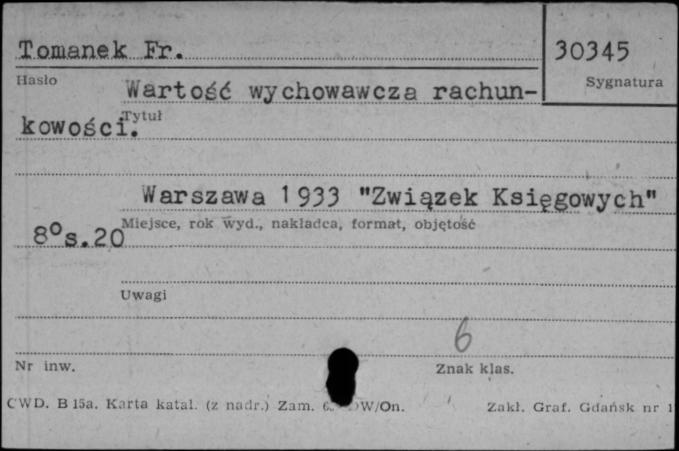 Tomanek Fr.
30345
Hasło
Sygnatura
Wartość wychowawcza rachun-
Tytuł
kowości.
Warszawa 1933 "Związek Księgowych"
Miejsce, rok wyd., nakładca, format, objętość
8° s.20
Uwagi
6
Nr inw.
Znak klas.
CWD. B 15a. Karta katal. (z nadr.) Zam. W/On.
Zakł. Graf. Gdańsk nr